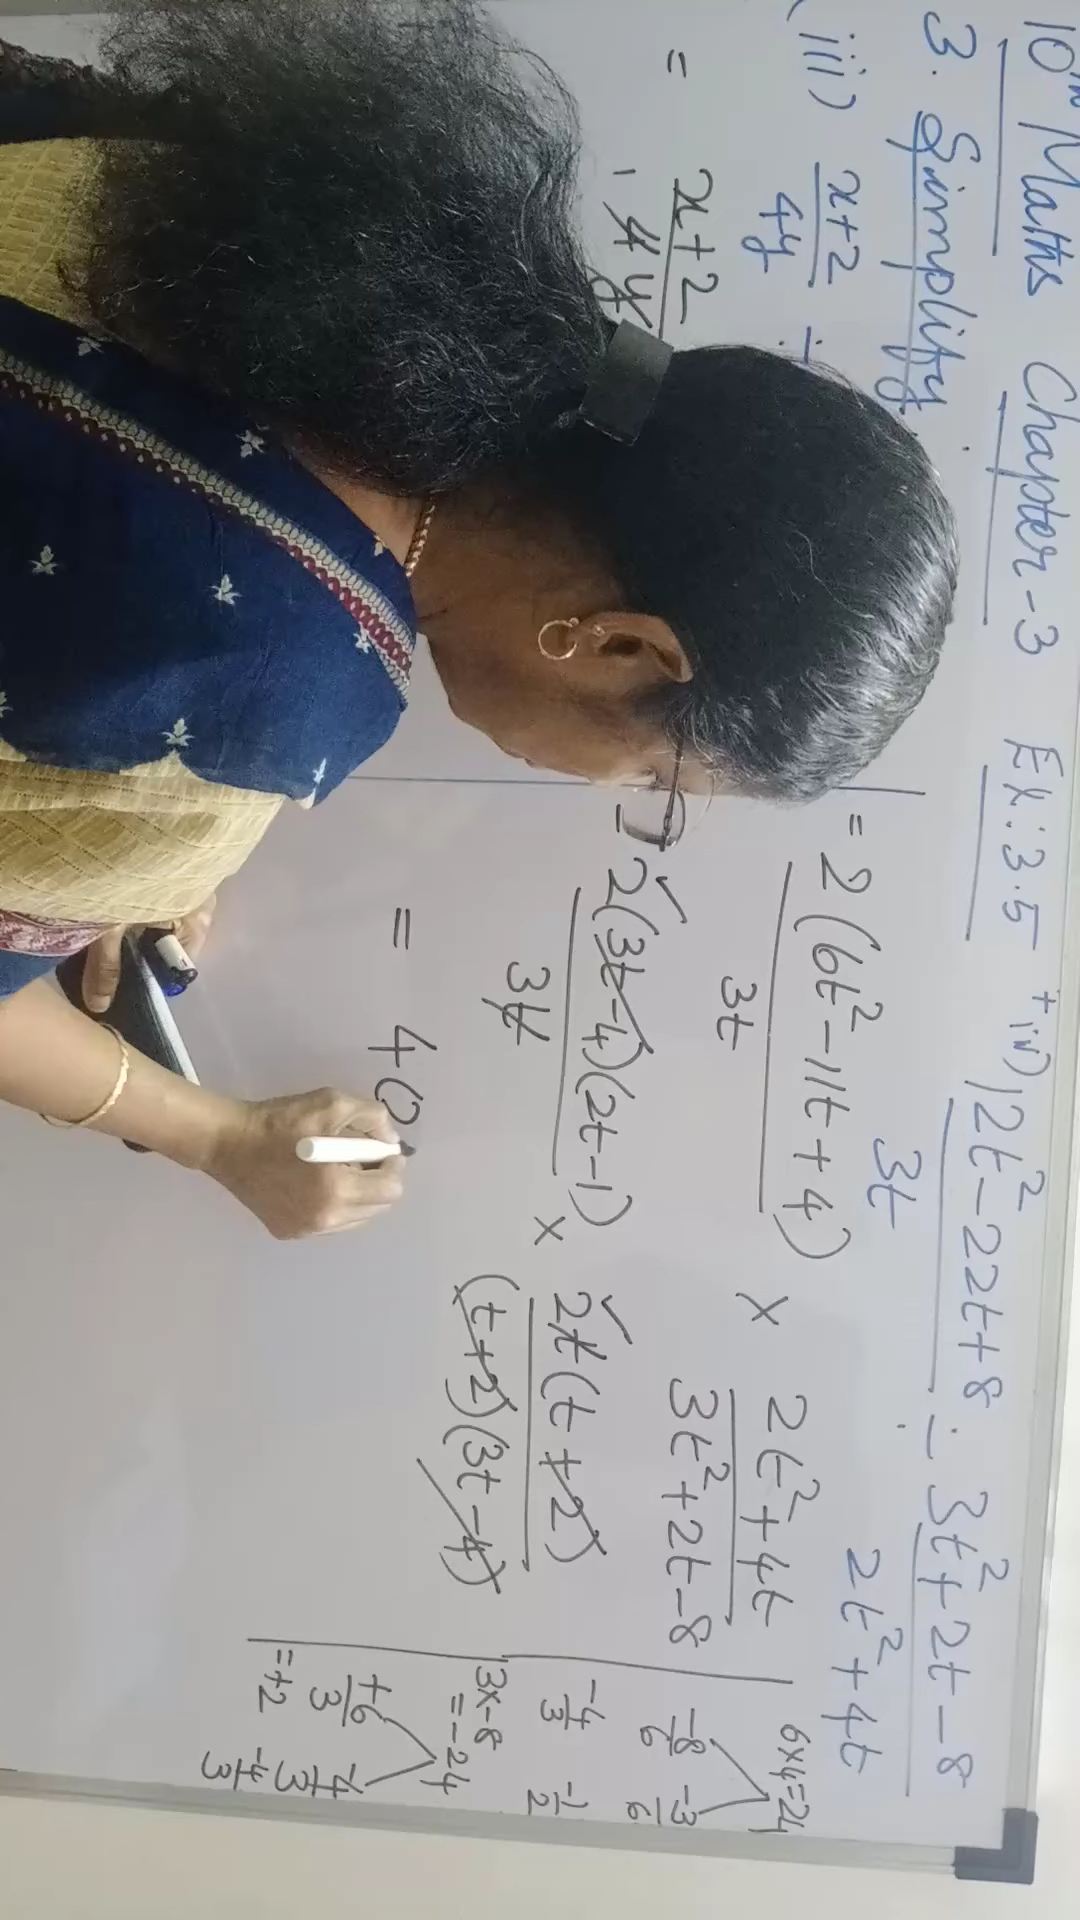 10th Maths Chapter-3 Ex:3.5
3. Simplify
iii) x+2 / 4y ÷
= x+2 / 4y
iv) 12t²-22t+8 / 3t ÷ 3t²+2t-8 / 2t²+4t
= 2(6t²-11t+4) / 3t × 2t²+4t / 3t²+2t-8
= 2(3t-4)(2t-1) / 3t × 2t(t+2) / (t+2)(3t-4)
= 4(
6×4=24
-8/6 -3/6
-4/3 -1/2
3×-8
=-24
+6/3 -4/3
=+2 -4/3